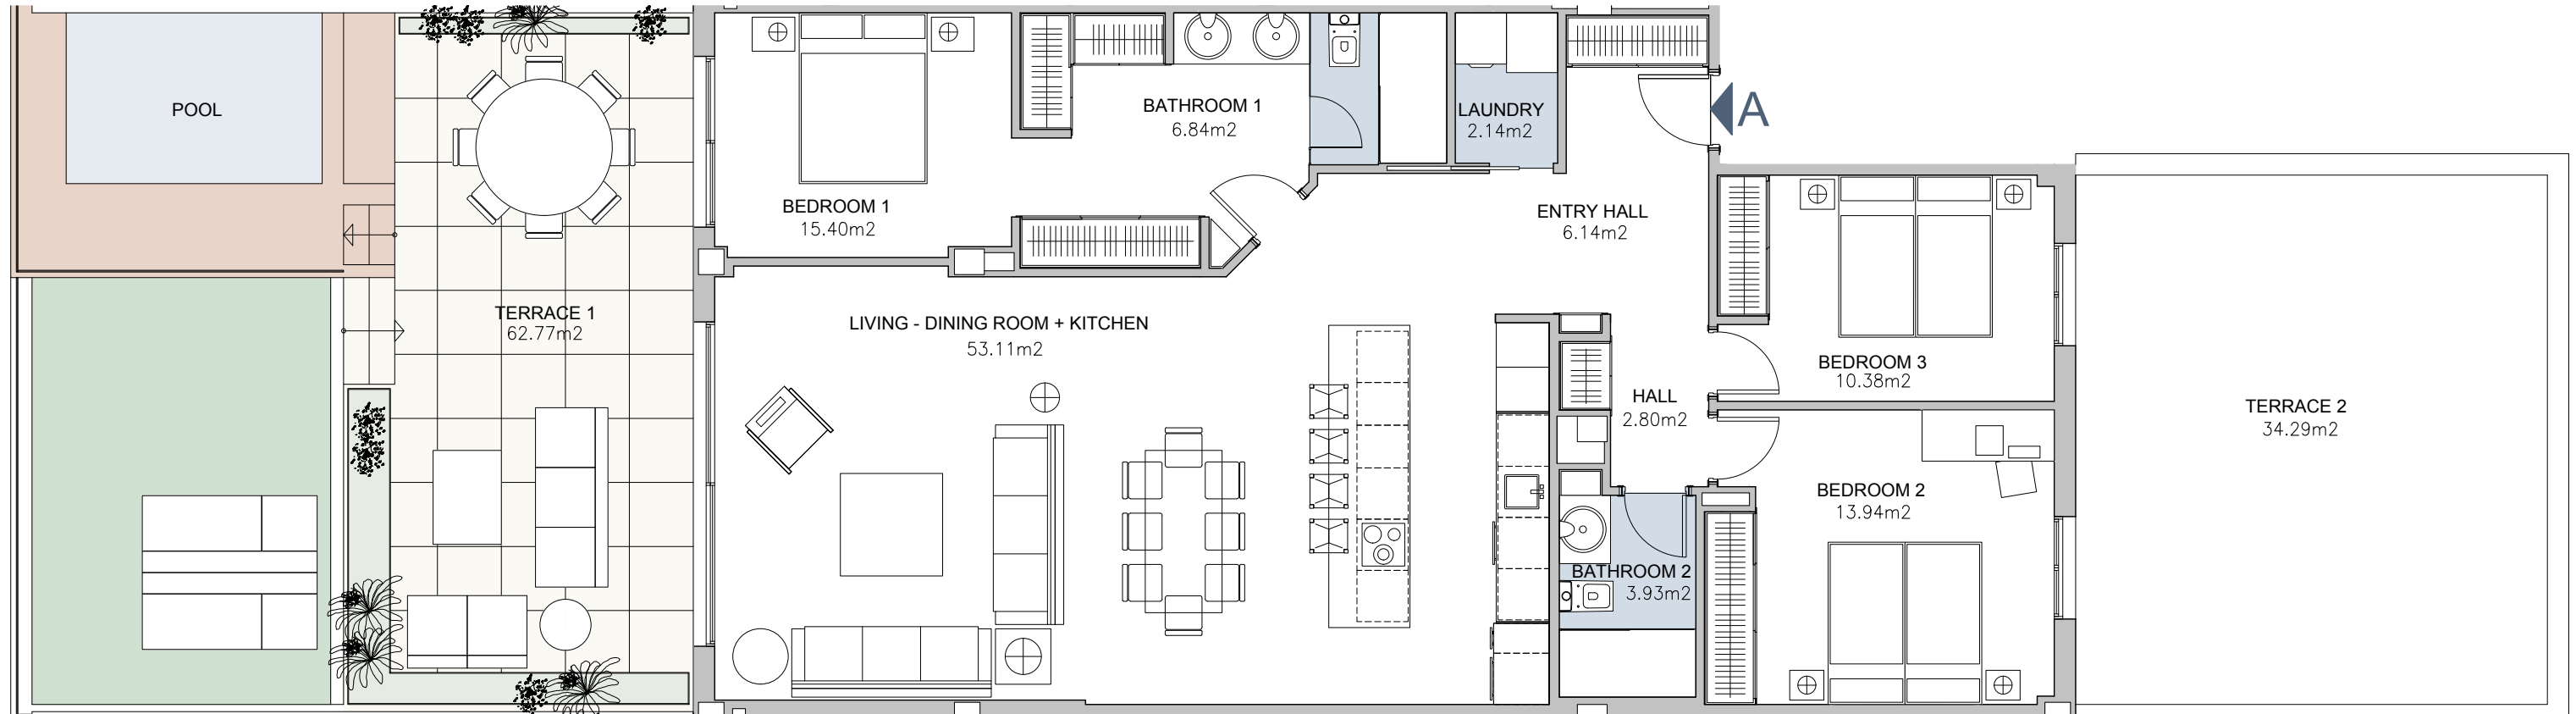 POOL
BATHROOM 1
6.84m2
LAUNDRY
2.14m2
A
BEDROOM 1
15.40m2
ENTRY HALL
6.14m2
TERRACE 1
62.77m2
LIVING - DINING ROOM + KITCHEN
53.11m2
BEDROOM 3
10.38m2
HALL
2.80m2
TERRACE 2
34.29m2
BEDROOM 2
13.94m2
BATHROOM 2
3.93m2